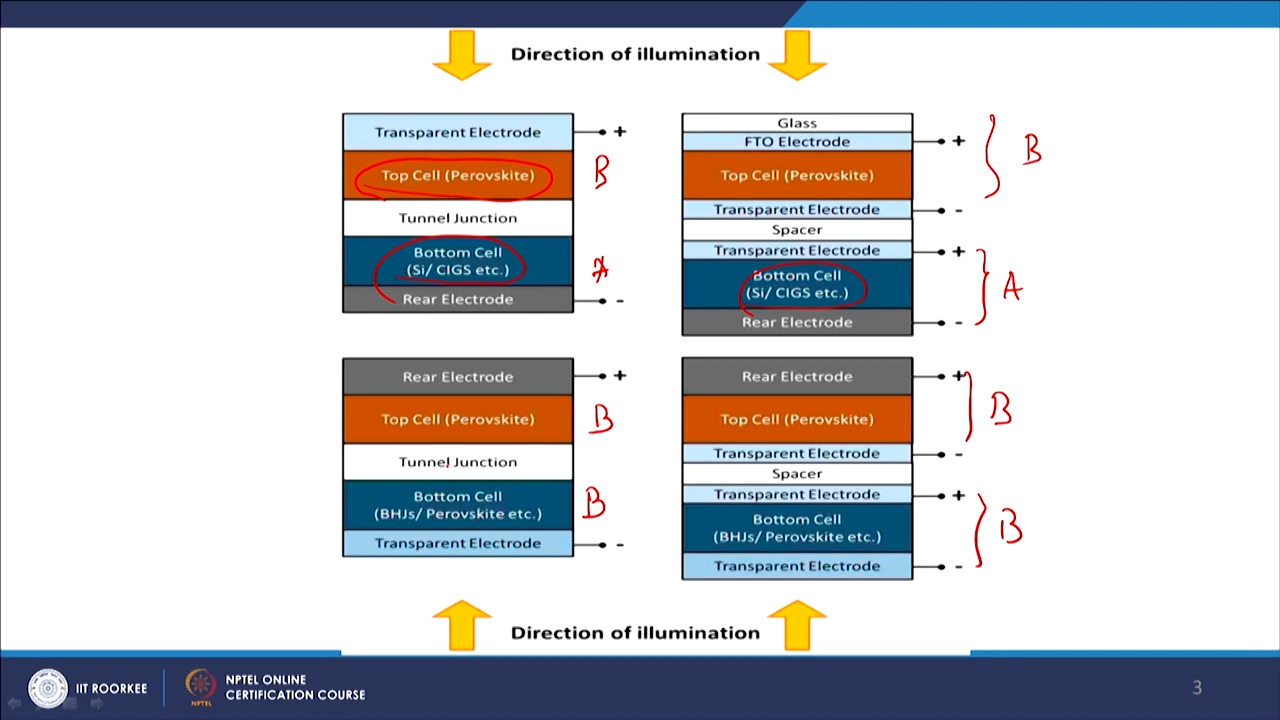 Direction of illumination
Transparent Electrode +
Top Cell (Perovskite) B
Tunnel Junction
Bottom Cell
(Si/ CIGS etc.) A
Rear Electrode -
Glass
FTO Electrode +
B
Top Cell (Perovskite)
Transparent Electrode -
Spacer
Transparent Electrode +
Bottom Cell
(Si/ CIGS etc.) A
Rear Electrode -
Rear Electrode +
Top Cell (Perovskite) B
Tunnel Junction
Bottom Cell
(BHJs/ Perovskite etc.) B
Transparent Electrode -
Rear Electrode +
Top Cell (Perovskite) B
Transparent Electrode -
Spacer
Transparent Electrode +
Bottom Cell
(BHJs/ Perovskite etc.) B
Transparent Electrode -
Direction of illumination
IIT ROORKEE
NPTEL
NPTEL ONLINE
CERTIFICATION COURSE
3